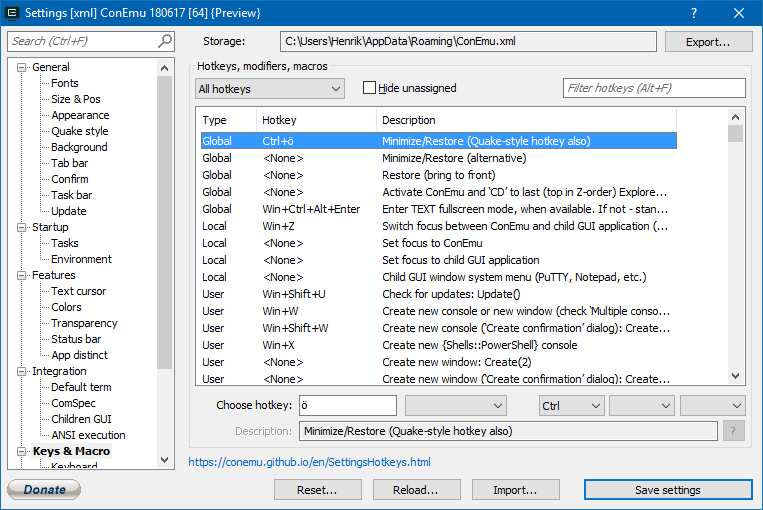 Settings [xml] ConEmu 180617 [64] {Preview}
Search (Ctrl+F)
Storage:
C:\Users\Henrik\AppData\Roaming\ConEmu.xml
Export...
General
Fonts
Size & Pos
Appearance
Quake style
Background
Tab bar
Confirm
Task bar
Update
Startup
Tasks
Environment
Features
Text cursor
Colors
Transparency
Status bar
App distinct
Integration
Default term
ComSpec
Children GUI
ANSI execution
Keys & Macro
Keyboard
Hotkeys, modifiers, macros
All hotkeys
Hide unassigned
Filter hotkeys (Alt+F)
Type Hotkey Description
Global Ctrl+ö Minimize/Restore (Quake-style hotkey also)
Global <None> Minimize/Restore (alternative)
Global <None> Restore (bring to front)
Global <None> Activate ConEmu and ‘CD’ to last (top in Z-order) Explore...
Global Win+Ctrl+Alt+Enter Enter TEXT fullscreen mode, when available. If not - stan...
Local Win+Z Switch focus between ConEmu and child GUI application (...
Local <None> Set focus to ConEmu
Local <None> Set focus to child GUI application
Local <None> Child GUI window system menu (PuTTY, Notepad, etc.)
User Win+Shift+U Check for updates: Update()
User Win+W Create new console or new window (check ‘Multiple conso...
User Win+Shift+W Create new console (‘Create confirmation’ dialog): Create...
User Win+X Create new {Shells::PowerShell} console
User <None> Create new window: Create(2)
User <None> Create new window (‘Create confirmation’ dialog): Create...
Choose hotkey: ö Ctrl
Description: Minimize/Restore (Quake-style hotkey also) ?
https://conemu.github.io/en/SettingsHotkeys.html
Donate
Reset...
Reload...
Import...
Save settings